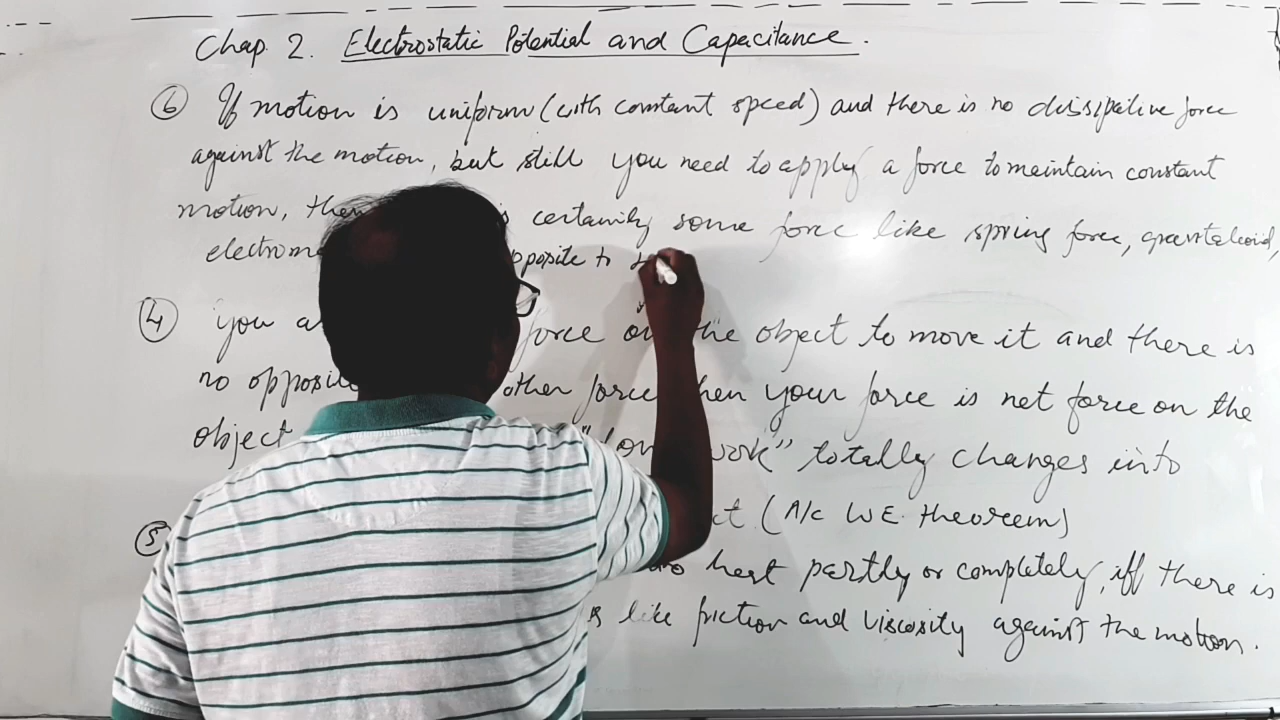 Chap. 2. Electrostatic Potential and Capacitance.
⑥ If motion is uniform (with constant speed) and there is no dissipative force
against the motion, but still you need to apply a force to maintain constant
motion, then certainly some force like spring force,
opposite to
④ you force on the object to move it and there is
no other force then your force is net force on the
object work" totally changes into
(A/c W.E. theorem)
⑤ heat partly or completely, iff there is
like friction and viscosity against the motion.